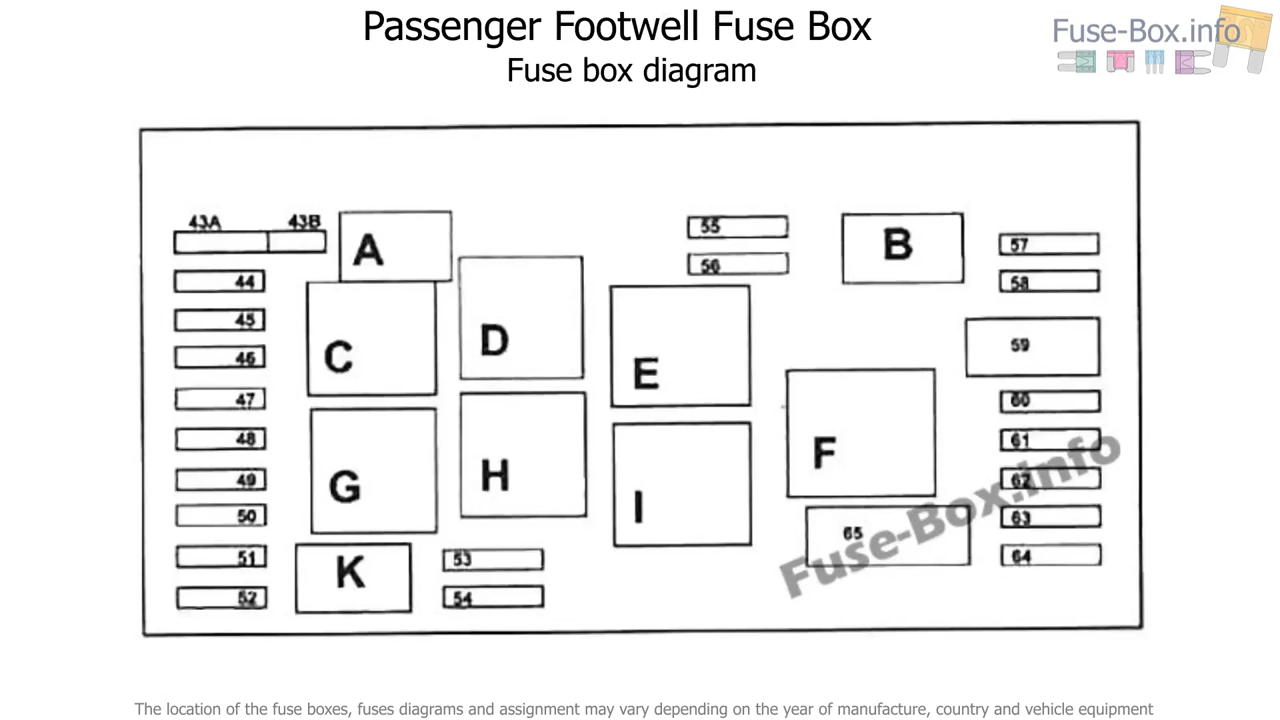 Passenger Footwell Fuse Box
Fuse box diagram
Fuse-Box.info
43A 43B
A
B
C
D
E
F
G
H
I
K
44
45
46
47
48
49
50
51
52
53
54
55
56
57
58
59
60
61
62
63
64
65
Fuse-Box.info
The location of the fuse boxes, fuses diagrams and assignment may vary depending on the year of manufacture, country and vehicle equipment